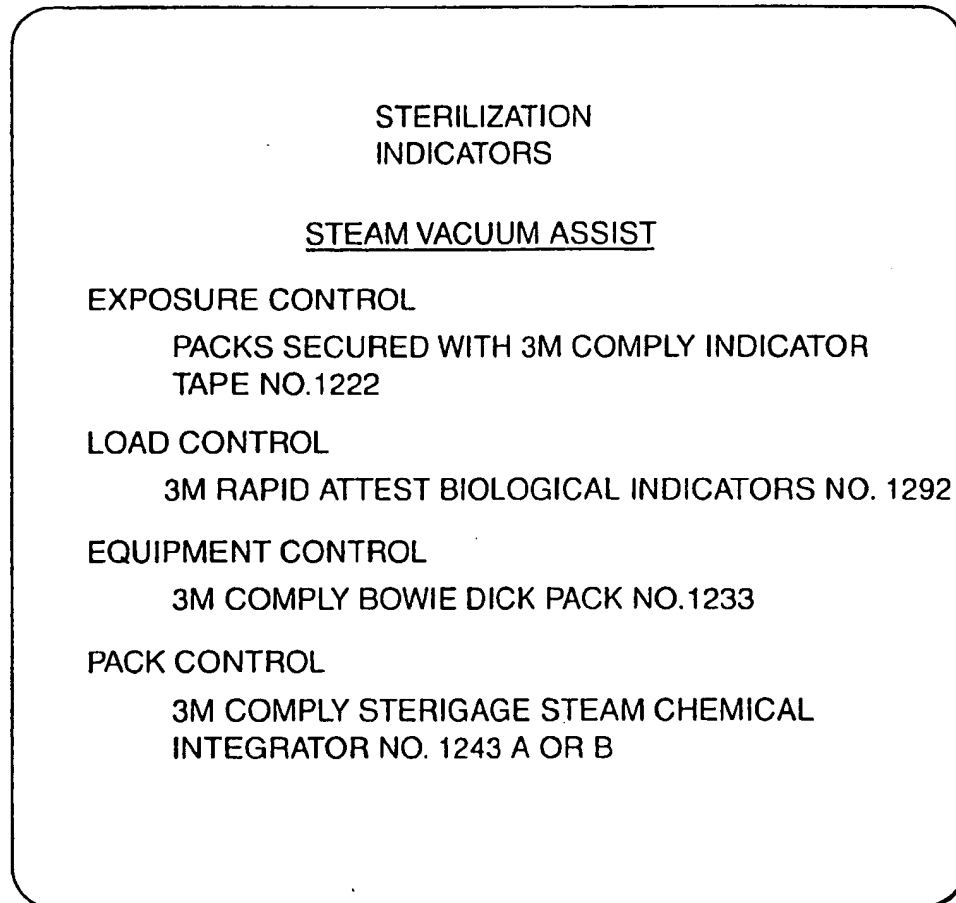 STERILIZATION
INDICATORS
STEAM VACUUM ASSIST
EXPOSURE CONTROL
PACKS SECURED WITH 3M COMPLY INDICATOR
TAPE NO.1222
LOAD CONTROL
3M RAPID ATTEST BIOLOGICAL INDICATORS NO. 1292
EQUIPMENT CONTROL
3M COMPLY BOWIE DICK PACK NO.1233
PACK CONTROL
3M COMPLY STERIGAGE STEAM CHEMICAL
INTEGRATOR NO. 1243 A OR B